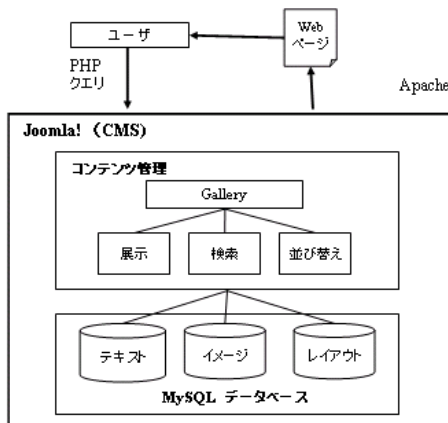 ユーザ
Web
ページ
PHP
クエリ
Apache
Joomla! (CMS)
コンテンツ管理
Gallery
展示
検索
並び替え
テキスト
イメージ
レイアウト
MySQL データベース